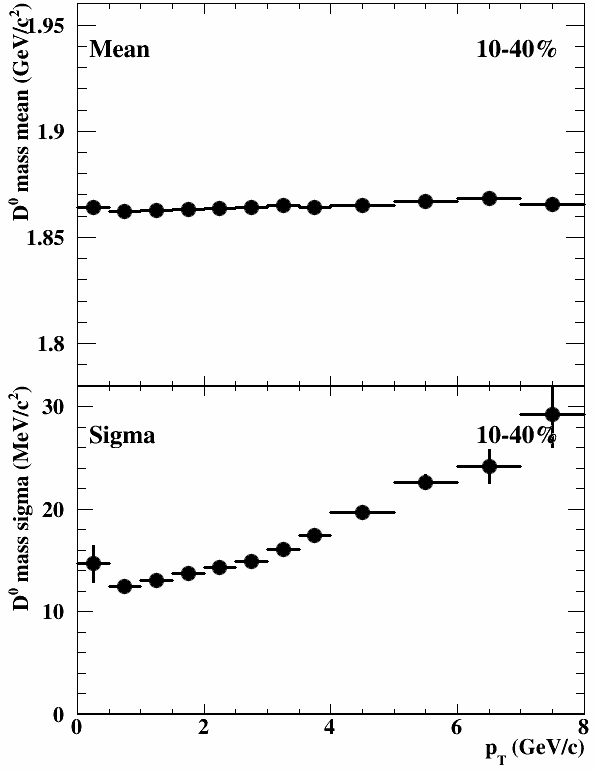 D⁰ mass mean (GeV/c²)
1.95
Mean 10-40%
1.9
1.85
1.8
D⁰ mass sigma (MeV/c²)
30
Sigma 10-40%
20
10
0
0 2 4 6 8
p_T (GeV/c)